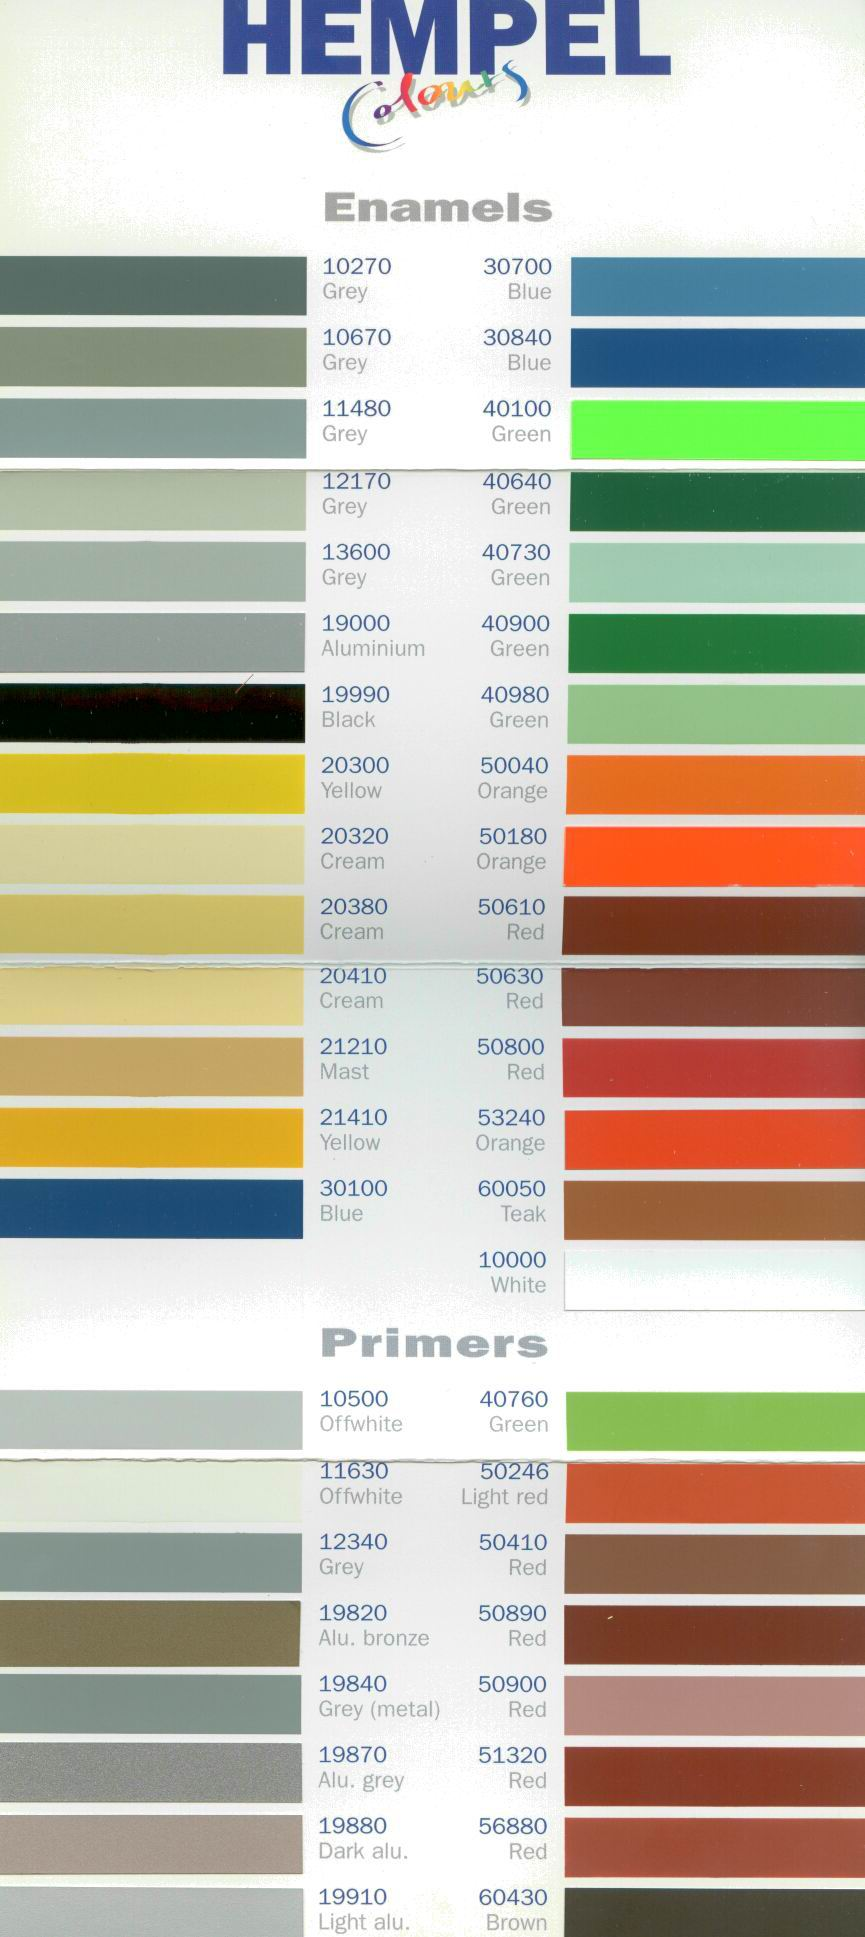 HEMPEL
Colours
Enamels
10270 30700
Grey Blue
10670 30840
Grey Blue
11480 40100
Grey Green
12170 40640
Grey Green
13600 40730
Grey Green
19000 40900
Aluminium Green
19990 40980
Black Green
20300 50040
Yellow Orange
20320 50180
Cream Orange
20380 50610
Cream Red
20410 50630
Cream Red
21210 50800
Mast Red
21410 53240
Yellow Orange
30100 60050
Blue Teak
10000
White
Primers
10500 40760
Offwhite Green
11630 50246
Offwhite Light red
12340 50410
Grey Red
19820 50890
Alu. bronze Red
19840 50900
Grey (metal) Red
19870 51320
Alu. grey Red
19880 56880
Dark alu. Red
19910 60430
Light alu. Brown